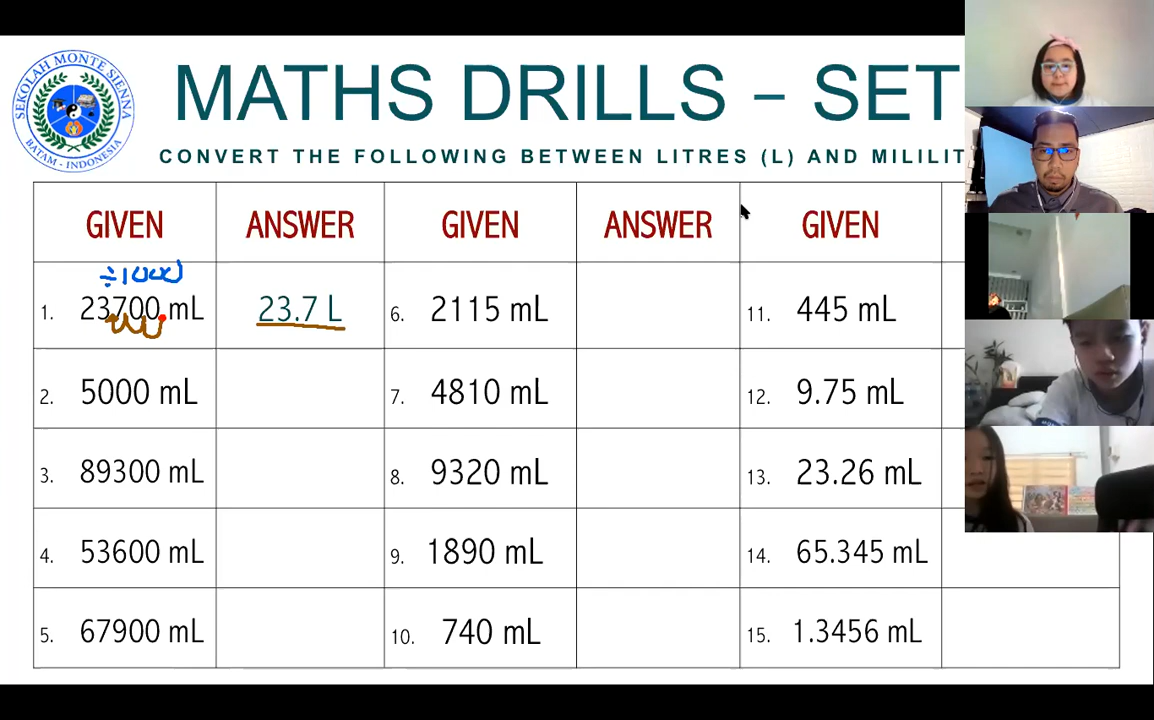 SEKOLAH MONTE SIENNA
BATAM - INDONESIA
MATHS DRILLS – SET
CONVERT THE FOLLOWING BETWEEN LITRES (L) AND MILILIT
GIVEN ANSWER GIVEN ANSWER GIVEN
÷1000
1. 23700 mL 23.7 L 6. 2115 mL 11. 445 mL
2. 5000 mL 7. 4810 mL 12. 9.75 mL
3. 89300 mL 8. 9320 mL 13. 23.26 mL
4. 53600 mL 9. 1890 mL 14. 65.345 mL
5. 67900 mL 10. 740 mL 15. 1.3456 mL